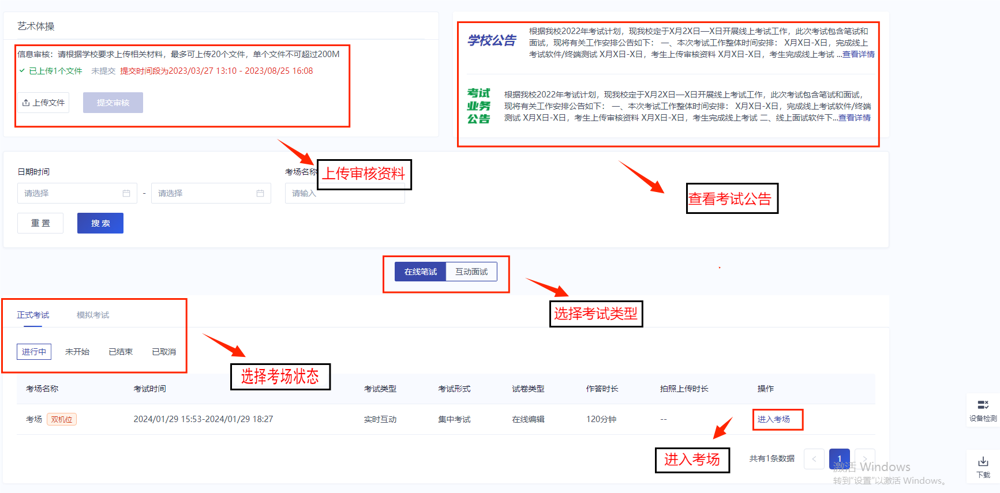 艺术体操
信息审核：请根据学校要求上传相关材料，最多可上传20个文件，单个文件不可超过200M
已上传1个文件 未提交 提交时间段为2023/03/27 13:10 - 2023/08/25 16:08
上传文件 提交审核
学校公告
根据我校2022年考试计划，现我校定于X月2X日—X日开展线上考试工作，此次考试包含笔试和
面试，现将有关工作安排公告如下： 一、本次考试工作整体时间安排： X月X日-X日，完成线上
考试软件/终端测试 X月X日-X日，考生上传审核资料 X月X日-X日，考生完成线上考试 ...查看详情
考试
业务
公告
根据我校2022年考试计划，现我校定于X月2X日—X日开展线上考试工作，此次考试包含笔试和面试，
现将有关工作安排公告如下： 一、本次考试工作整体时间安排： X月X日-X日，完成线上考试软件/终端
测试 X月X日-X日，考生上传审核资料 X月X日-X日，考生完成线上考试 二、线上面试软件下...查看详情
上传审核资料
查看考试公告
日期时间 考场名称
请选择 - 请选择 请输入
重 置 搜 索
在线笔试 互动面试
选择考试类型
正式考试 模拟考试
进行中 未开始 已结束 已取消
选择考场状态
考场名称 考试时间 考试类型 考试形式 试卷类型 作答时长 拍照上传时长 操作
考场 双机位 2024/01/29 15:53-2024/01/29 18:27 实时互动 集中考试 在线编辑 120分钟 -- 进入考场
进入考场
共有1条数据 < 1 >
设备检测
下载
激活 Windows
转到"设置"以激活 Windows。